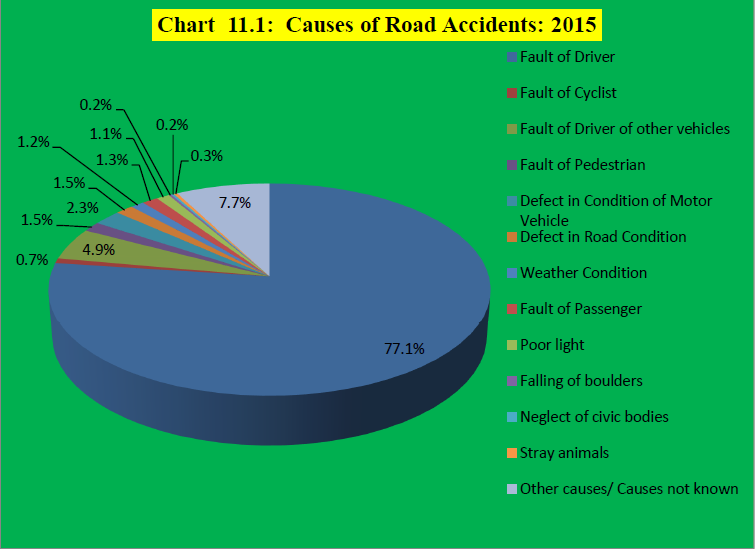 Chart 11.1: Causes of Road Accidents: 2015
Fault of Driver
Fault of Cyclist
Fault of Driver of other vehicles
Fault of Pedestrian
Defect in Condition of Motor
Vehicle
Defect in Road Condition
Weather Condition
Fault of Passenger
Poor light
Falling of boulders
Neglect of civic bodies
Stray animals
Other causes/ Causes not known
77.1%
0.7%
4.9%
1.5%
2.3%
1.5%
1.2%
1.3%
1.1%
0.2%
0.2%
0.3%
7.7%